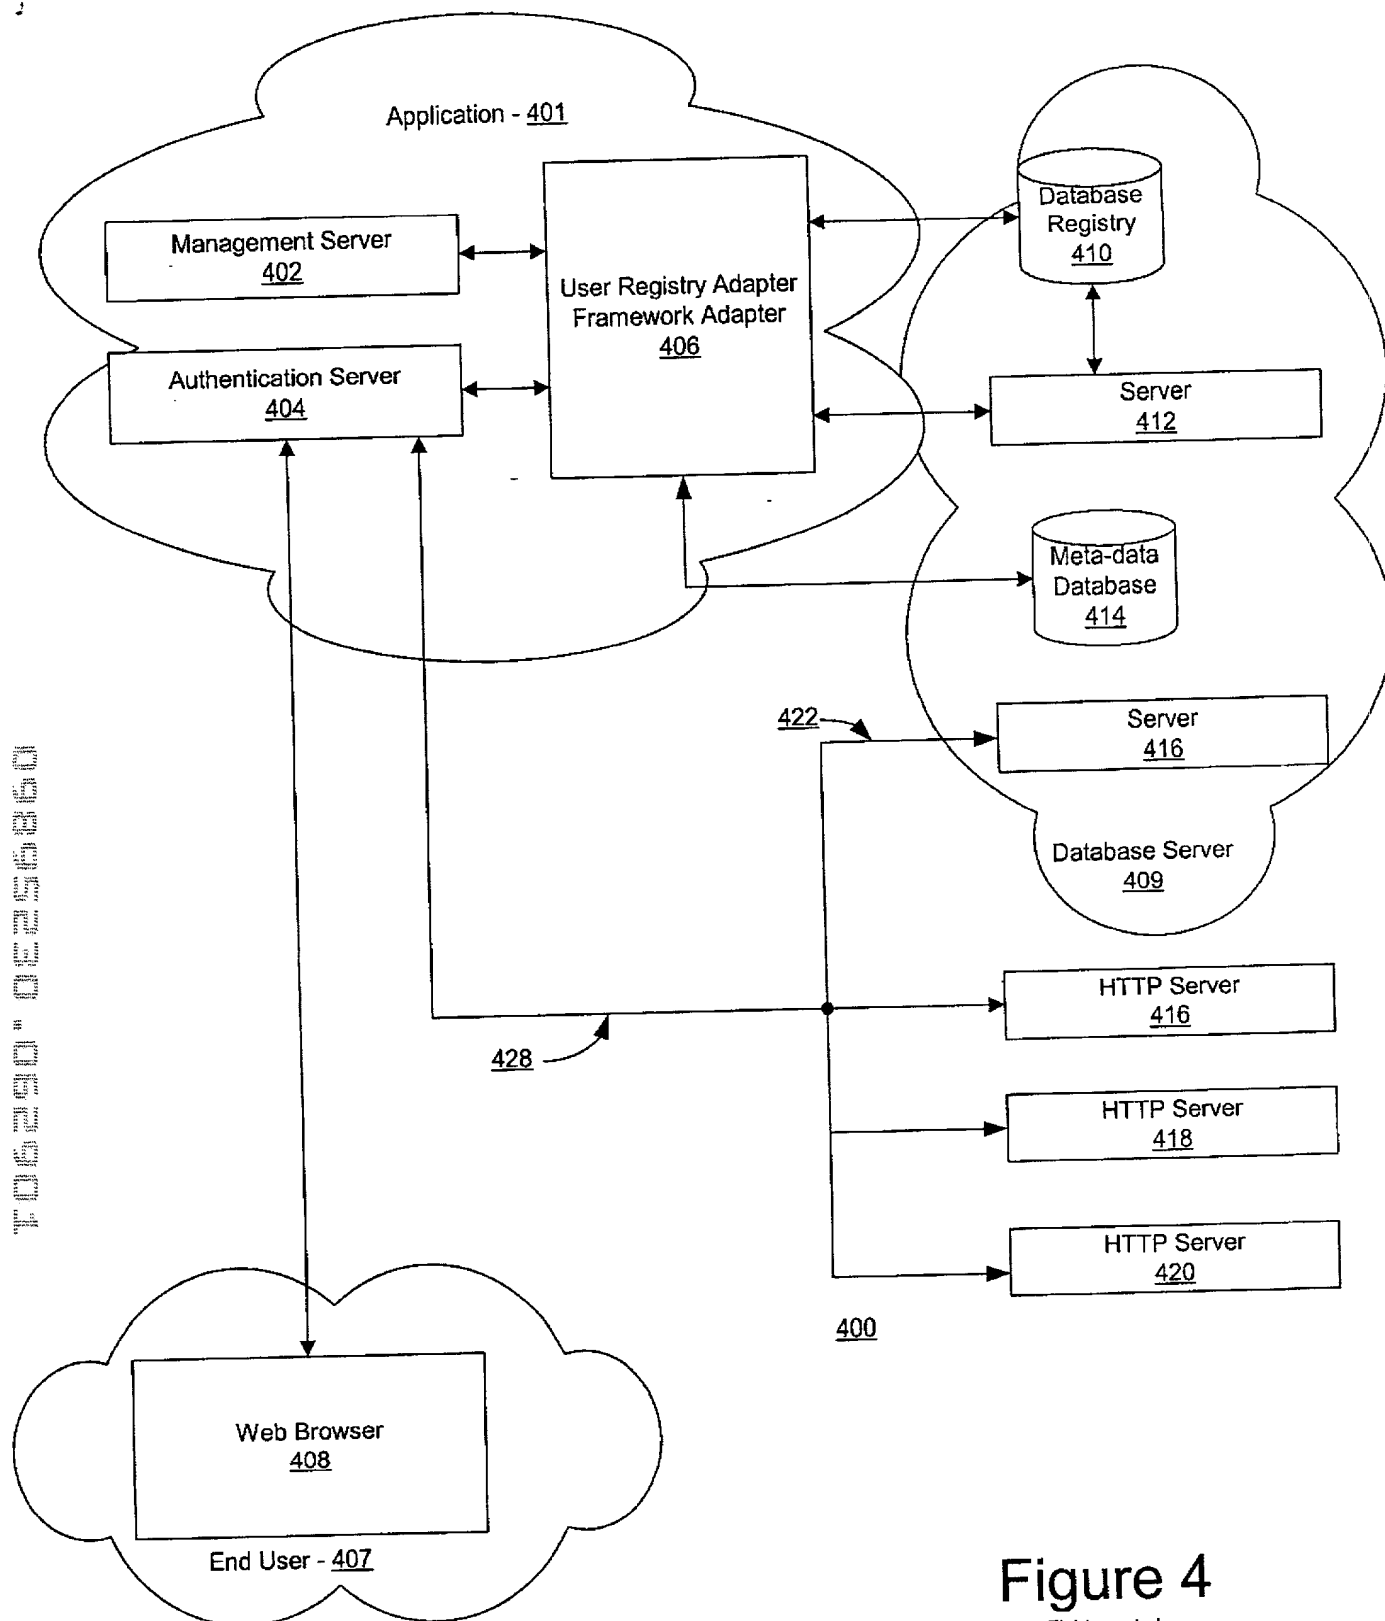 Application - 401
Management Server
402
Authentication Server
404
User Registry Adapter
Framework Adapter
406
Database
Registry
410
Server
412
Meta-data
Database
414
422
Server
416
Database Server
409
428
HTTP Server
416
HTTP Server
418
HTTP Server
420
400
Web Browser
408
End User - 407
Figure 4